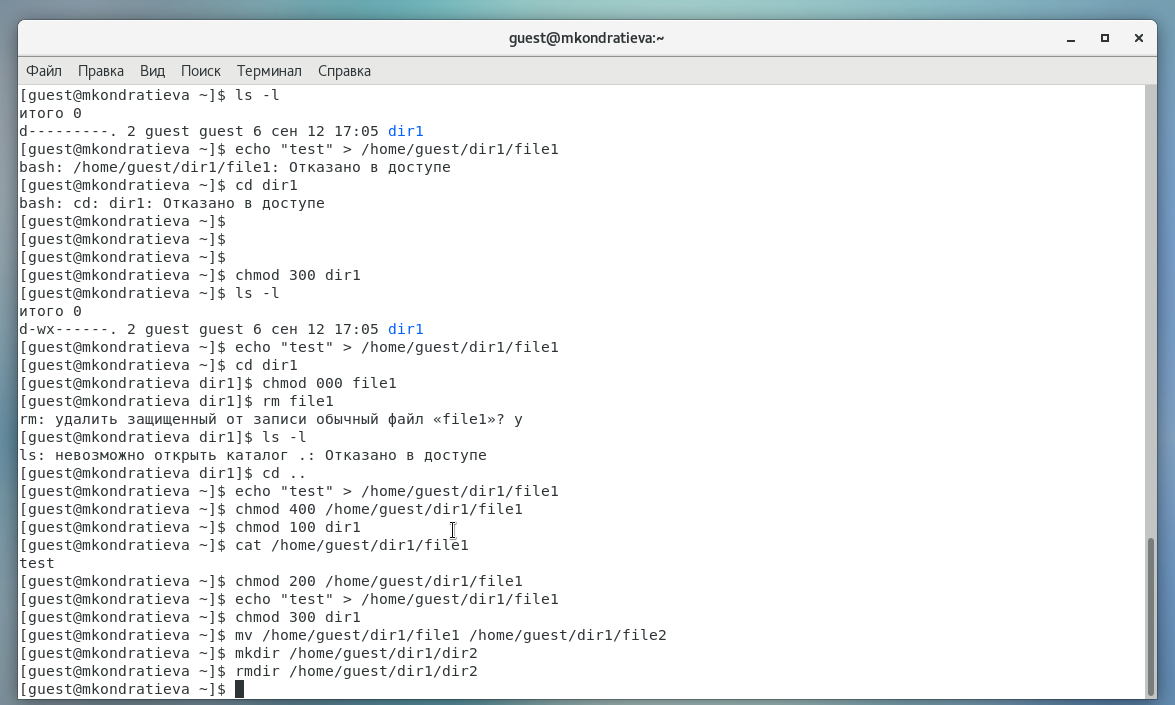 guest@mkondratieva:~
Файл Правка Вид Поиск Терминал Справка
[guest@mkondratieva ~]$ ls -l
итого 0
d---------. 2 guest guest 6 сен 12 17:05 dir1
[guest@mkondratieva ~]$ echo "test" > /home/guest/dir1/file1
bash: /home/guest/dir1/file1: Отказано в доступе
[guest@mkondratieva ~]$ cd dir1
bash: cd: dir1: Отказано в доступе
[guest@mkondratieva ~]$
[guest@mkondratieva ~]$
[guest@mkondratieva ~]$
[guest@mkondratieva ~]$ chmod 300 dir1
[guest@mkondratieva ~]$ ls -l
итого 0
d-wx------. 2 guest guest 6 сен 12 17:05 dir1
[guest@mkondratieva ~]$ echo "test" > /home/guest/dir1/file1
[guest@mkondratieva ~]$ cd dir1
[guest@mkondratieva dir1]$ chmod 000 file1
[guest@mkondratieva dir1]$ rm file1
rm: удалить защищенный от записи обычный файл «file1»? y
[guest@mkondratieva dir1]$ ls -l
ls: невозможно открыть каталог .: Отказано в доступе
[guest@mkondratieva dir1]$ cd ..
[guest@mkondratieva ~]$ echo "test" > /home/guest/dir1/file1
[guest@mkondratieva ~]$ chmod 400 /home/guest/dir1/file1
[guest@mkondratieva ~]$ chmod 100 dir1
[guest@mkondratieva ~]$ cat /home/guest/dir1/file1
test
[guest@mkondratieva ~]$ chmod 200 /home/guest/dir1/file1
[guest@mkondratieva ~]$ echo "test" > /home/guest/dir1/file1
[guest@mkondratieva ~]$ chmod 300 dir1
[guest@mkondratieva ~]$ mv /home/guest/dir1/file1 /home/guest/dir1/file2
[guest@mkondratieva ~]$ mkdir /home/guest/dir1/dir2
[guest@mkondratieva ~]$ rmdir /home/guest/dir1/dir2
[guest@mkondratieva ~]$